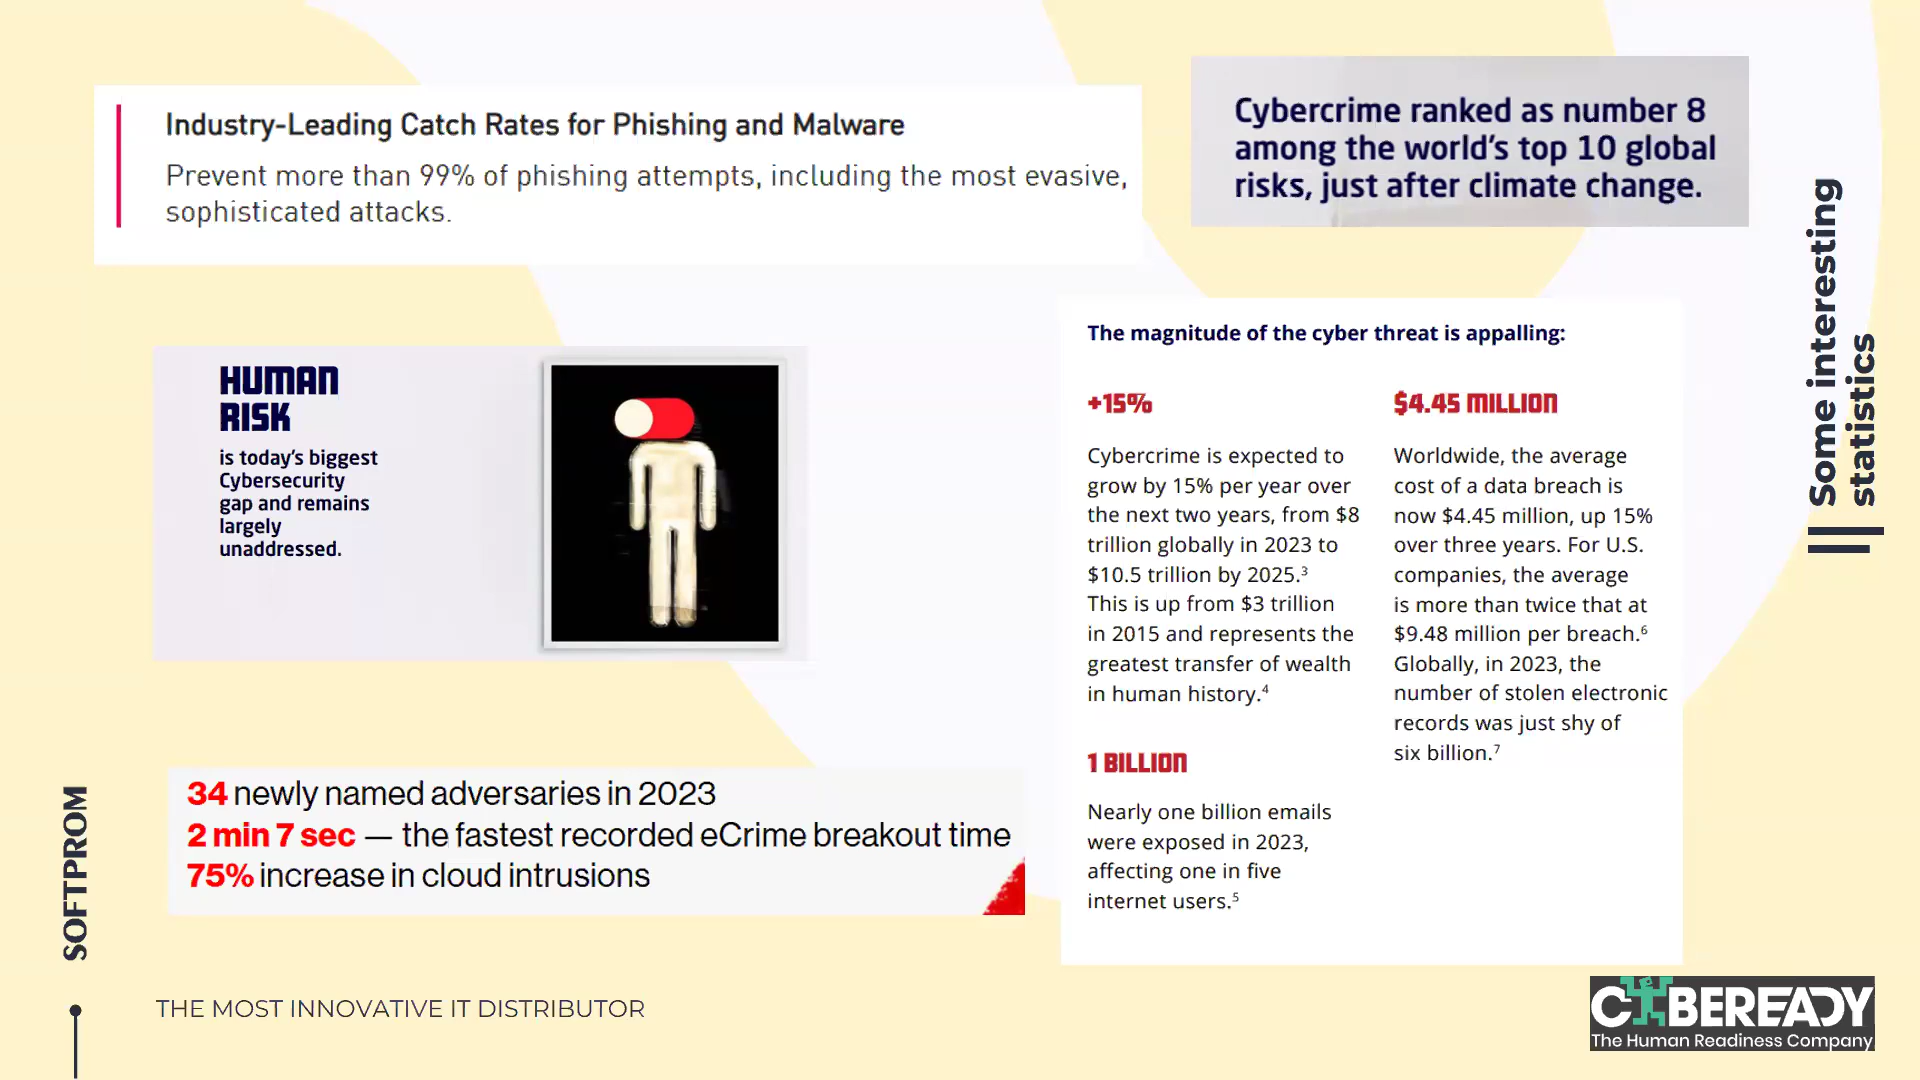 Industry-Leading Catch Rates for Phishing and Malware
Prevent more than 99% of phishing attempts, including the most evasive,
sophisticated attacks.
Cybercrime ranked as number 8
among the world's top 10 global
risks, just after climate change.
Some interesting
statistics
HUMAN
RISK
is today's biggest
Cybersecurity
gap and remains
largely
unaddressed.
The magnitude of the cyber threat is appalling:
+15%
Cybercrime is expected to
grow by 15% per year over
the next two years, from $8
trillion globally in 2023 to
$10.5 trillion by 2025.³
This is up from $3 trillion
in 2015 and represents the
greatest transfer of wealth
in human history.⁴
1 BILLION
Nearly one billion emails
were exposed in 2023,
affecting one in five
internet users.⁵
$4.45 MILLION
Worldwide, the average
cost of a data breach is
now $4.45 million, up 15%
over three years. For U.S.
companies, the average
is more than twice that at
$9.48 million per breach.⁶
Globally, in 2023, the
number of stolen electronic
records was just shy of
six billion.⁷
34 newly named adversaries in 2023
2 min 7 sec — the fastest recorded eCrime breakout time
75% increase in cloud intrusions
SOFTPROM
THE MOST INNOVATIVE IT DISTRIBUTOR
CYBEREADY
The Human Readiness Company